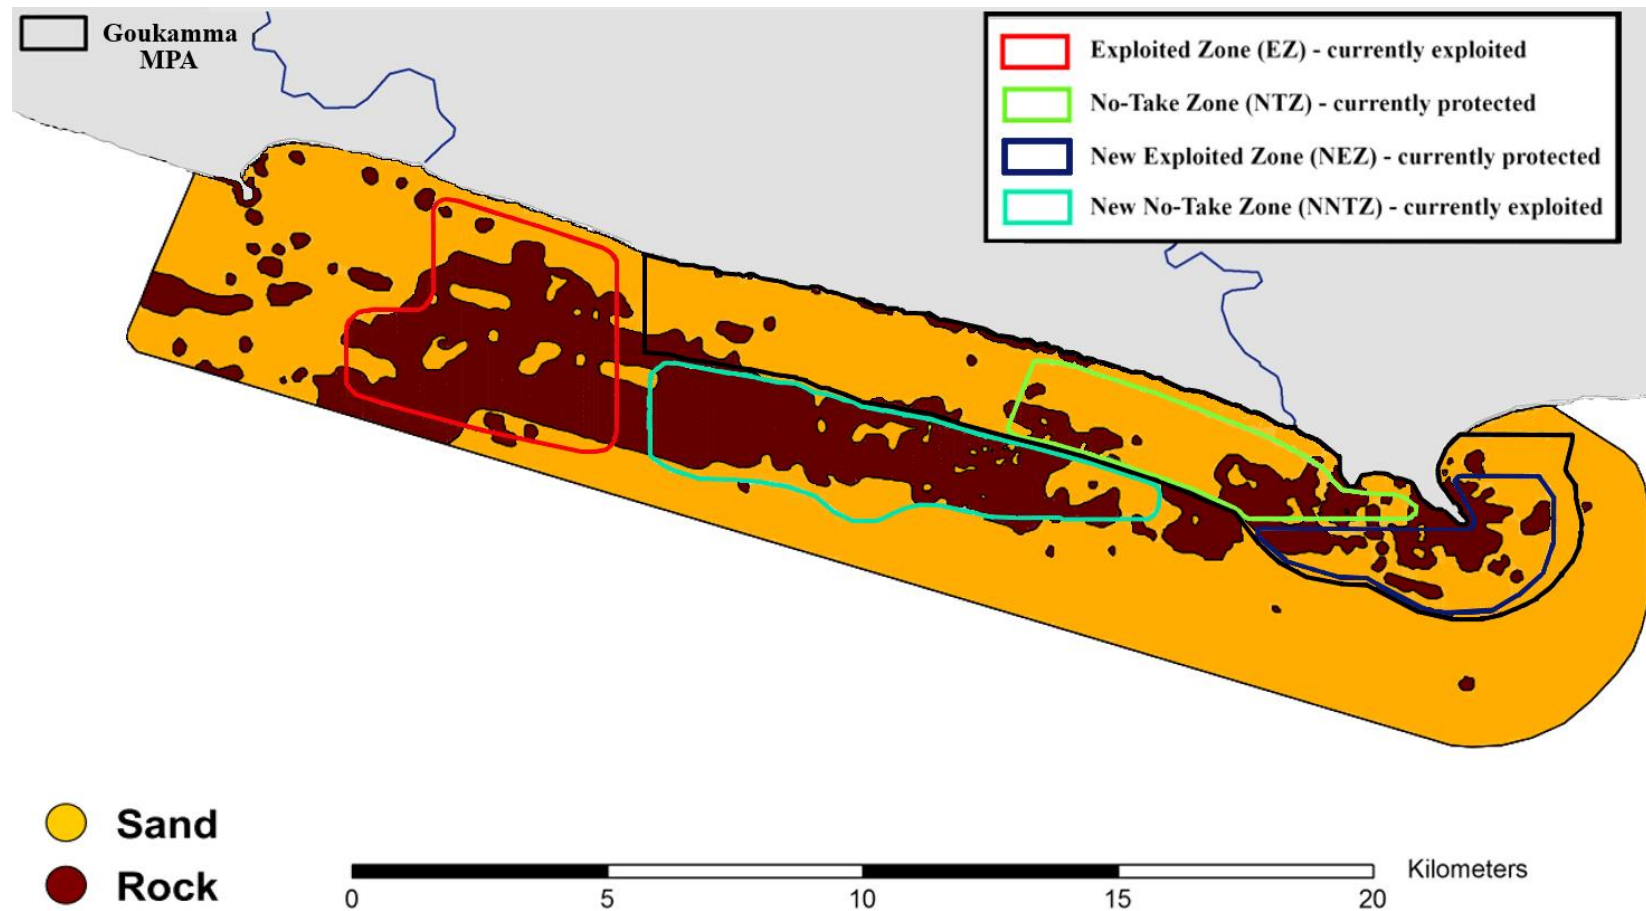 Goukamma
MPA
Exploited Zone (EZ) - currently exploited
No-Take Zone (NTZ) - currently protected
New Exploited Zone (NEZ) - currently protected
New No-Take Zone (NNTZ) - currently exploited
Sand
Rock
Kilometers
0 5 10 15 20